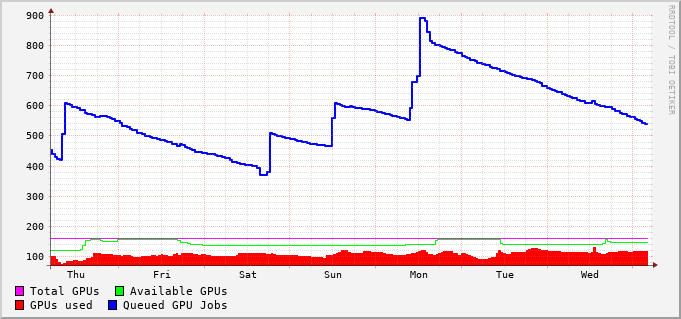 900
800
700
600
500
400
300
200
100
Thu Fri Sat Sun Mon Tue Wed
Total GPUs Available GPUs
GPUs used Queued GPU Jobs
RRDTOOL / TOBI OETIKER